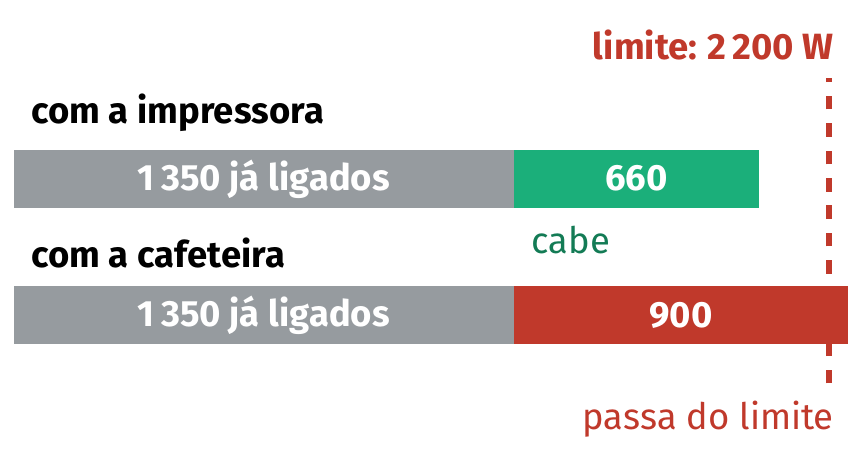 limite: 2 200 W
com a impressora
1 350 já ligados
660
cabe
com a cafeteira
1 350 já ligados
900
passa do limite